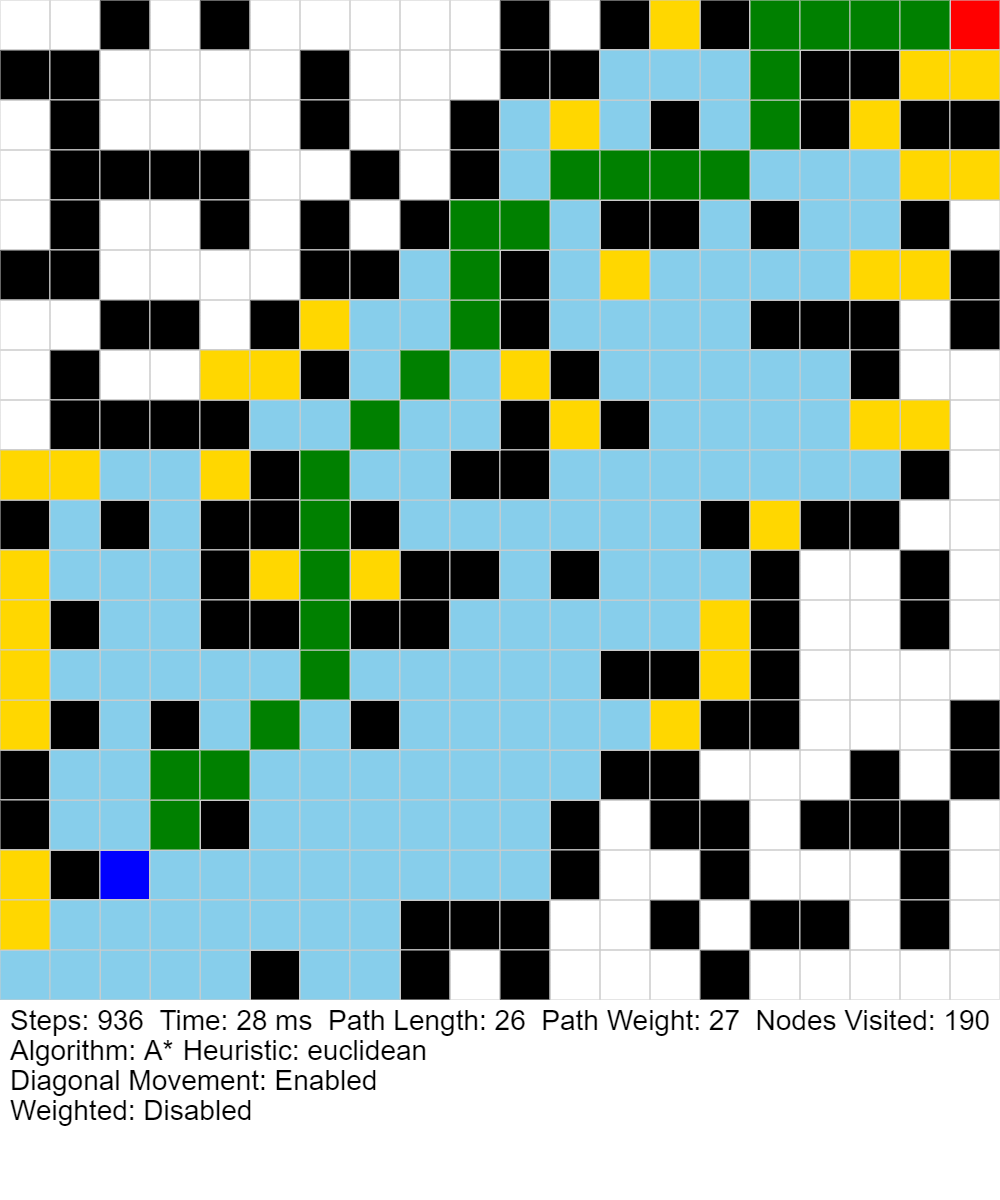 Steps: 936  Time: 28 ms  Path Length: 26  Path Weight: 27  Nodes Visited: 190
Algorithm: A* Heuristic: euclidean
Diagonal Movement: Enabled
Weighted: Disabled